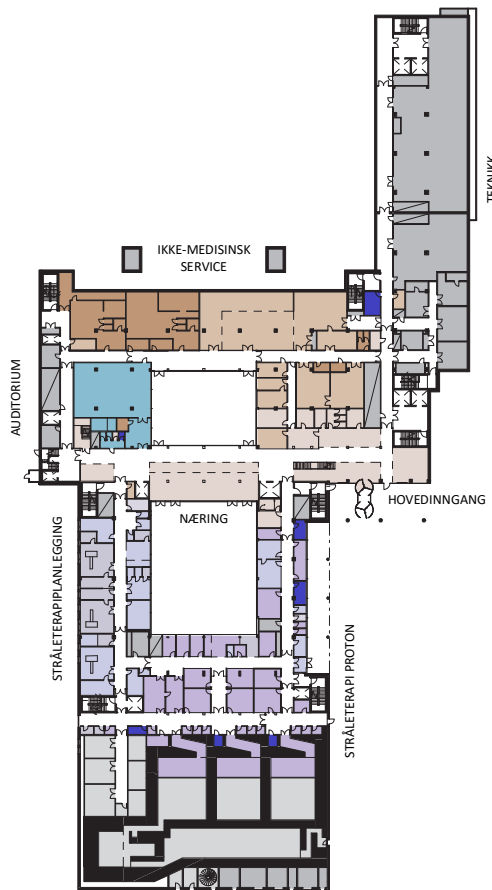 TEKNIKK
IKKE-MEDISINSK
SERVICE
AUDITORIUM
HOVEDINNGANG
NÆRING
STRÅLETERAPIPLANLEGGING
STRÅLETERAPI PROTON